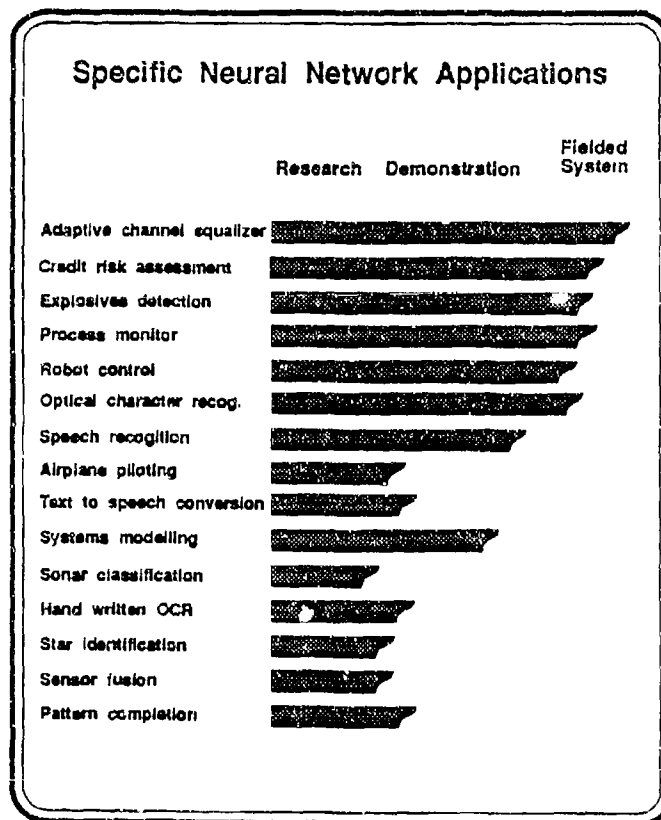 Specific Neural Network Applications
Research Demonstration Fielded System
Adaptive channel equalizer
Credit risk assessment
Explosives detection
Process monitor
Robot control
Optical character recog.
Speech recogition
Airplane piloting
Text to speech conversion
Systems modelling
Sonar classification
Hand written OCR
Star identification
Sensor fusion
Pattern completion